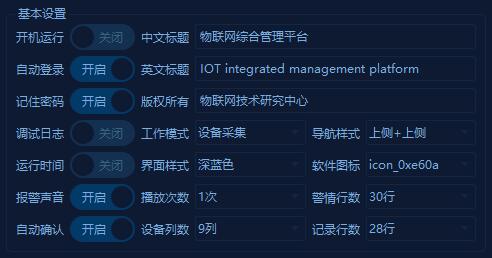 基本设置
开机运行 关闭 中文标题 物联网综合管理平台
自动登录 开启 英文标题 IOT integrated management platform
记住密码 开启 版权所有 物联网技术研究中心
调试日志 关闭 工作模式 设备采集 导航样式 上侧+上侧
运行时间 关闭 界面样式 深蓝色 软件图标 icon_0xe60a
报警声音 开启 播放次数 1次 警情行数 30行
自动确认 开启 设备列数 9列 记录行数 28行